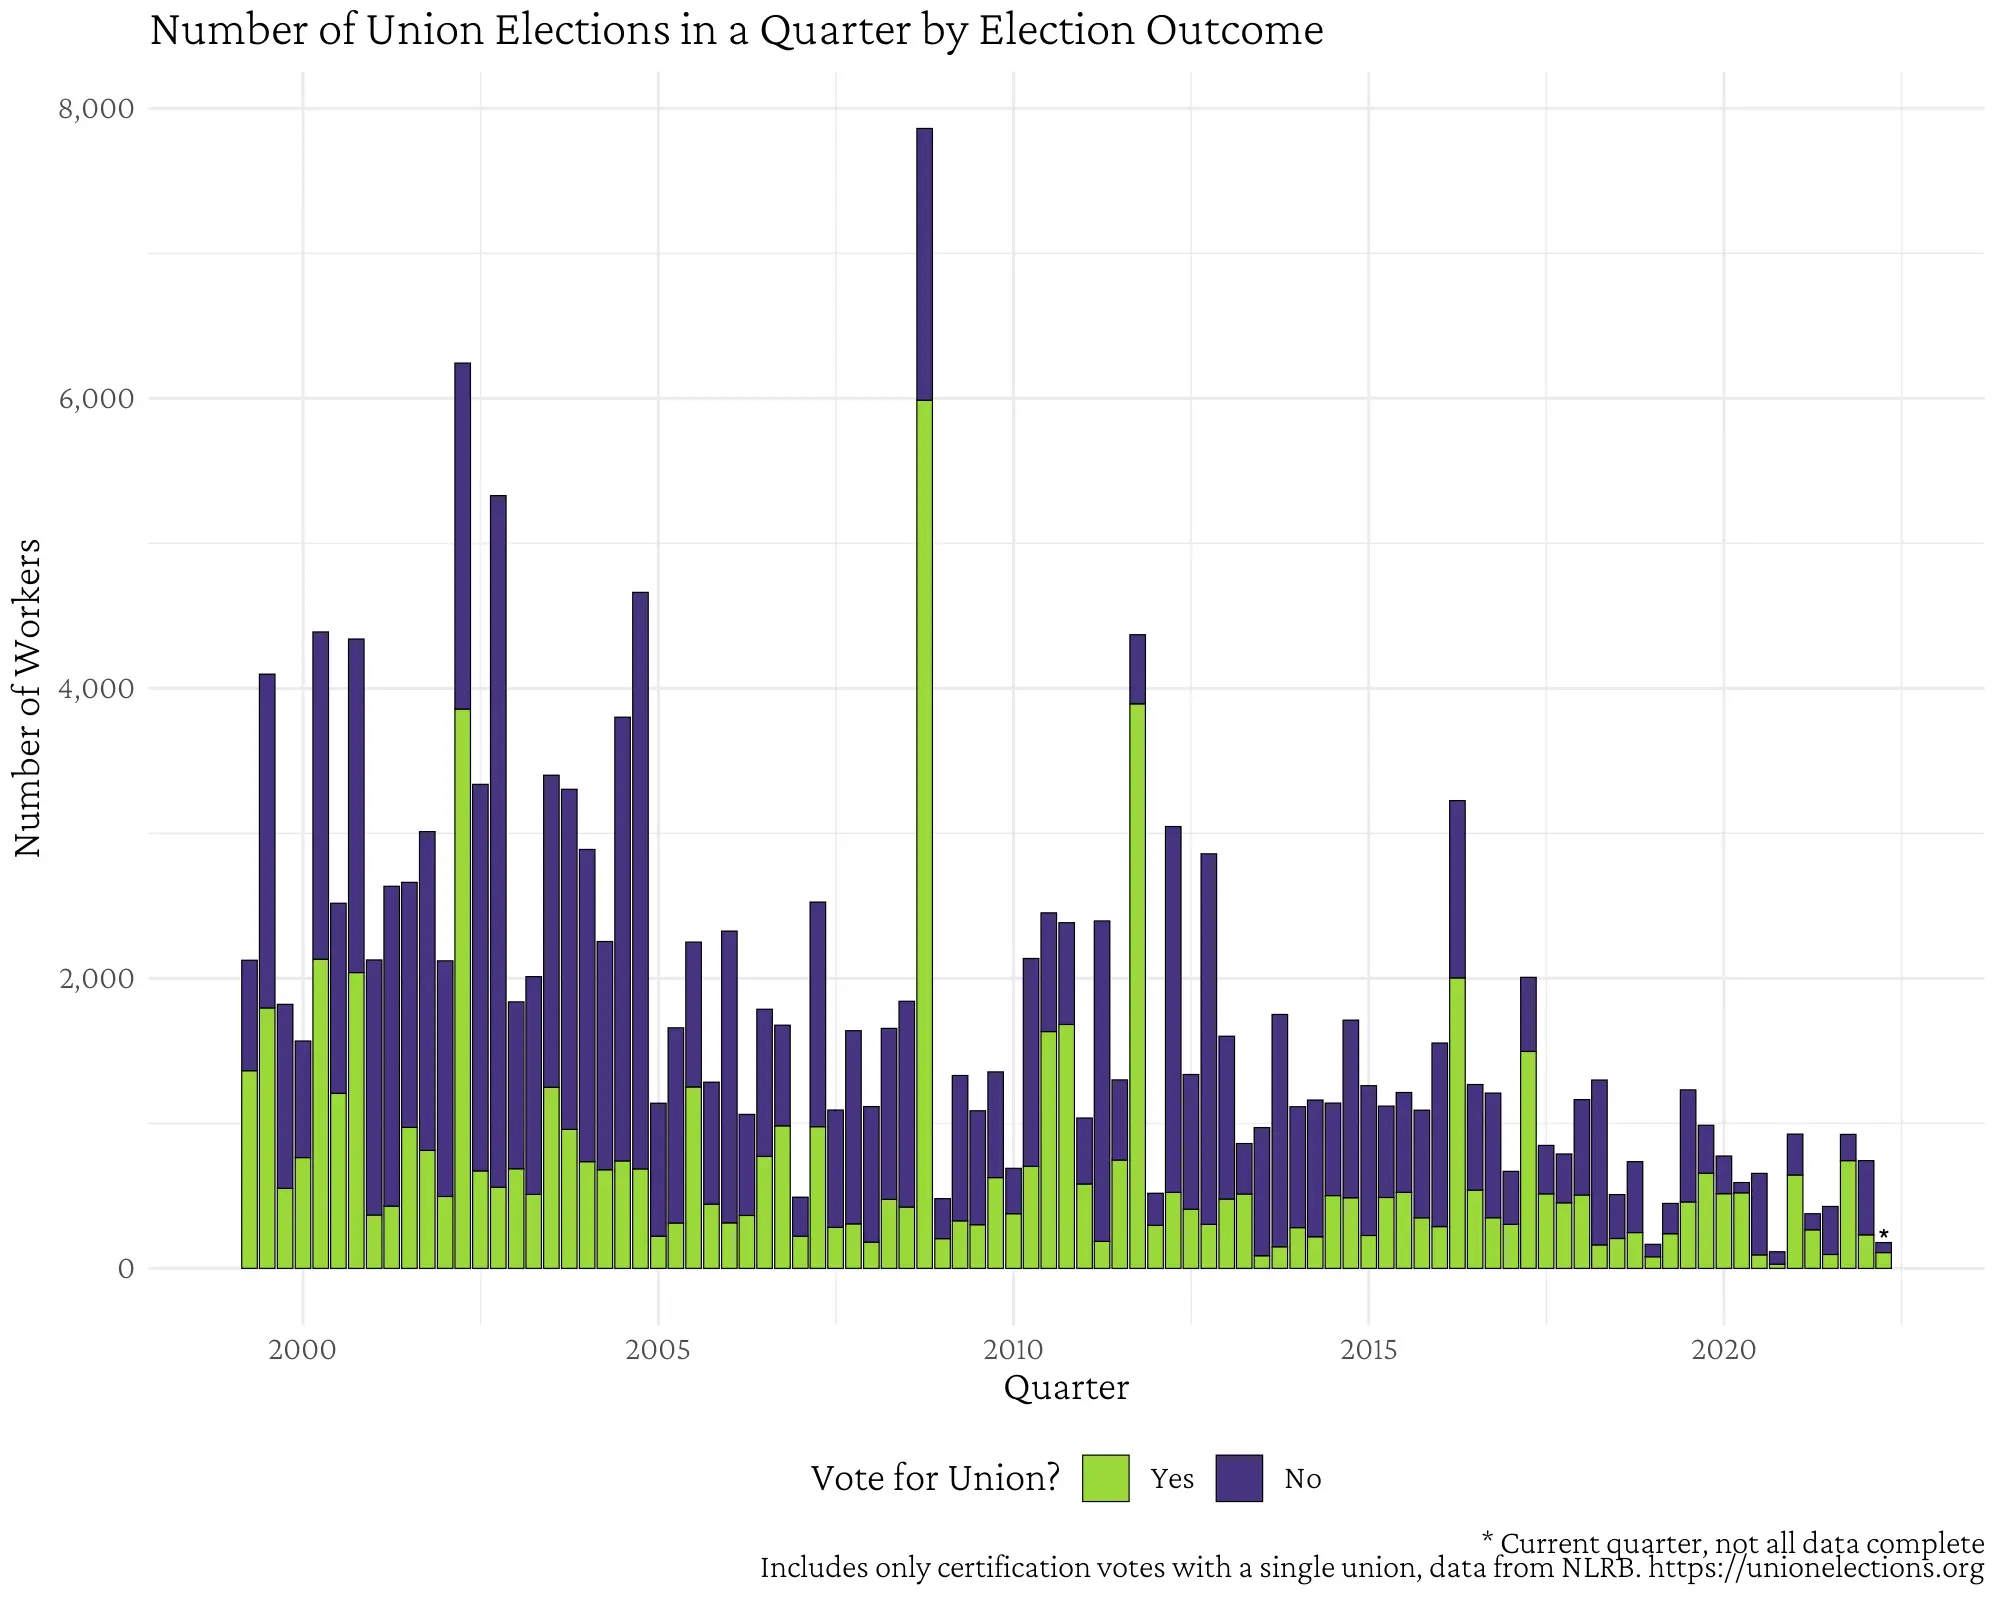 Number of Union Elections in a Quarter by Election Outcome
8,000
6,000
4,000
2,000
0
Number of Workers
*
2000 2005 2010 2015 2020
Quarter
Vote for Union? Yes No
* Current quarter, not all data complete
Includes only certification votes with a single union, data from NLRB. https://unionelections.org